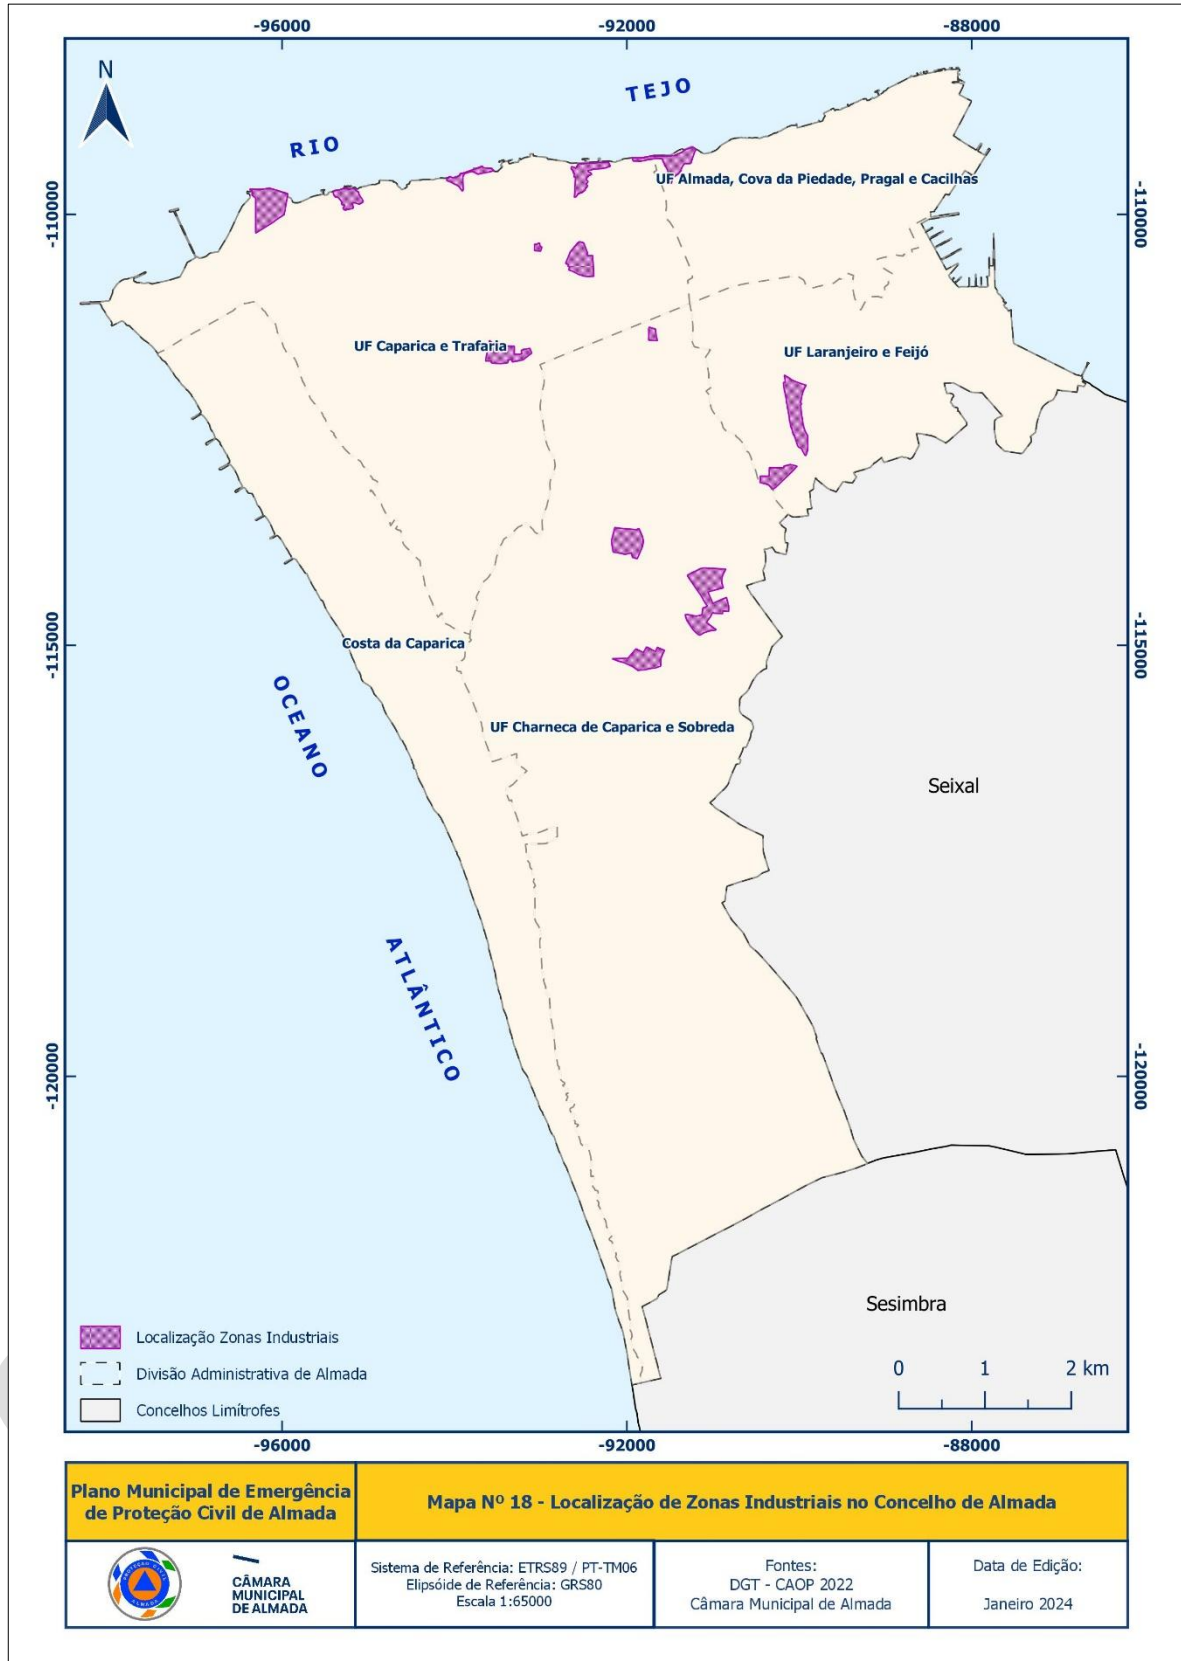 -96000
-92000
-88000
N
TEJO
RIO
UF Almada, Cova da Piedade, Pragal e Cacilhas
-110000
-110000
UF Caparica e Trafaria
UF Laranjeiro e Feijó
-115000
-115000
Costa da Caparica
OCEANO
UF Charneca de Caparica e Sobreda
Seixal
ATLÂNTICO
-120000
-120000
Sesimbra
Localização Zonas Industriais
Divisão Administrativa de Almada
Concelhos Limítrofes
0 1 2 km
-96000
-92000
-88000
Plano Municipal de Emergência
de Proteção Civil de Almada
Mapa Nº 18 - Localização de Zonas Industriais no Concelho de Almada
PROTEÇÃO CIVIL
ALMADA
CÂMARA
MUNICIPAL
DE ALMADA
Sistema de Referência: ETRS89 / PT-TM06
Elipsóide de Referência: GRS80
Escala 1:65000
Fontes:
DGT - CAOP 2022
Câmara Municipal de Almada
Data de Edição:
Janeiro 2024